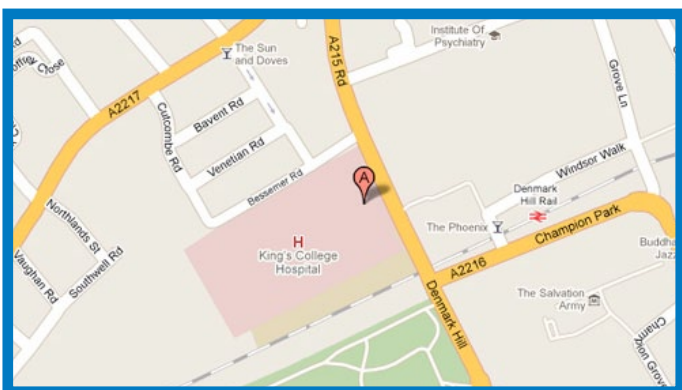 Institute Of
Psychiatry
The Sun
and Doves
A215 Rd
Close
A2217
Grove Ln
Cutcombe Rd
Bavent Rd
Venetian Rd
Bessemer Rd
Windsor Walk
A
Denmark
Hill Rail
Northlands St
The Phoenix
Champion Park
H
King's College
Hospital
Southwell Rd
Vaughan Rd
A2216
Denmark Hill
The Salvation
Army